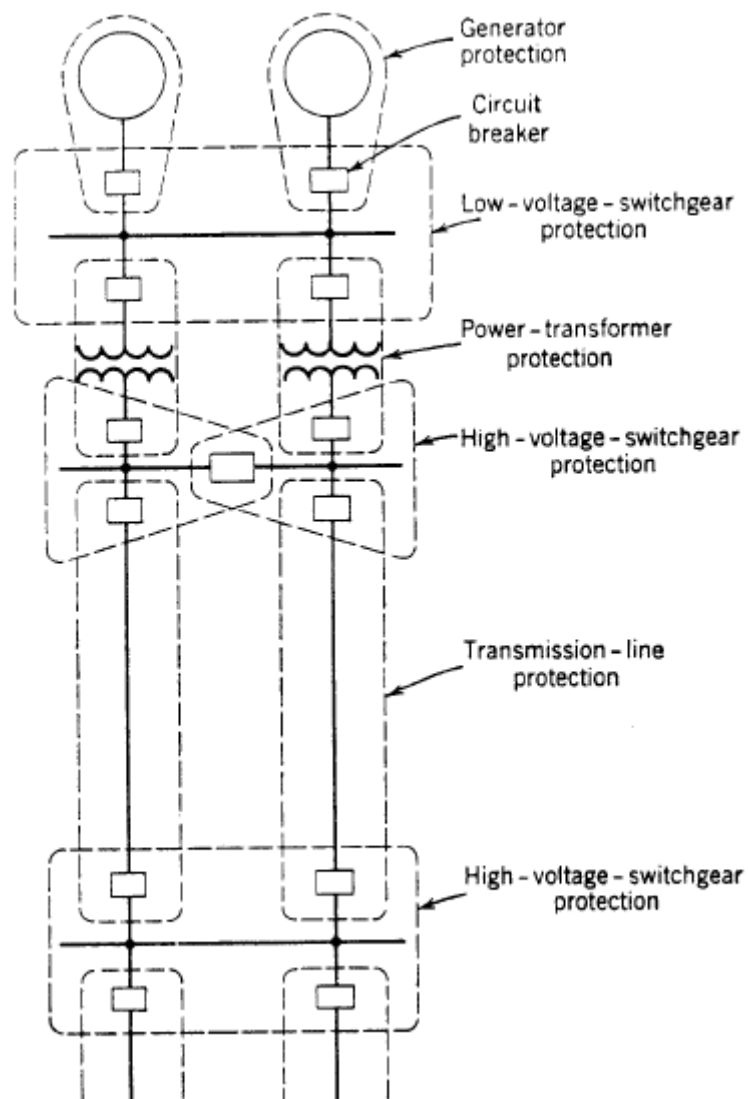 Generator
protection
Circuit
breaker
Low-voltage-switchgear
protection
Power-transformer
protection
High-voltage-switchgear
protection
Transmission-line
protection
High-voltage-switchgear
protection